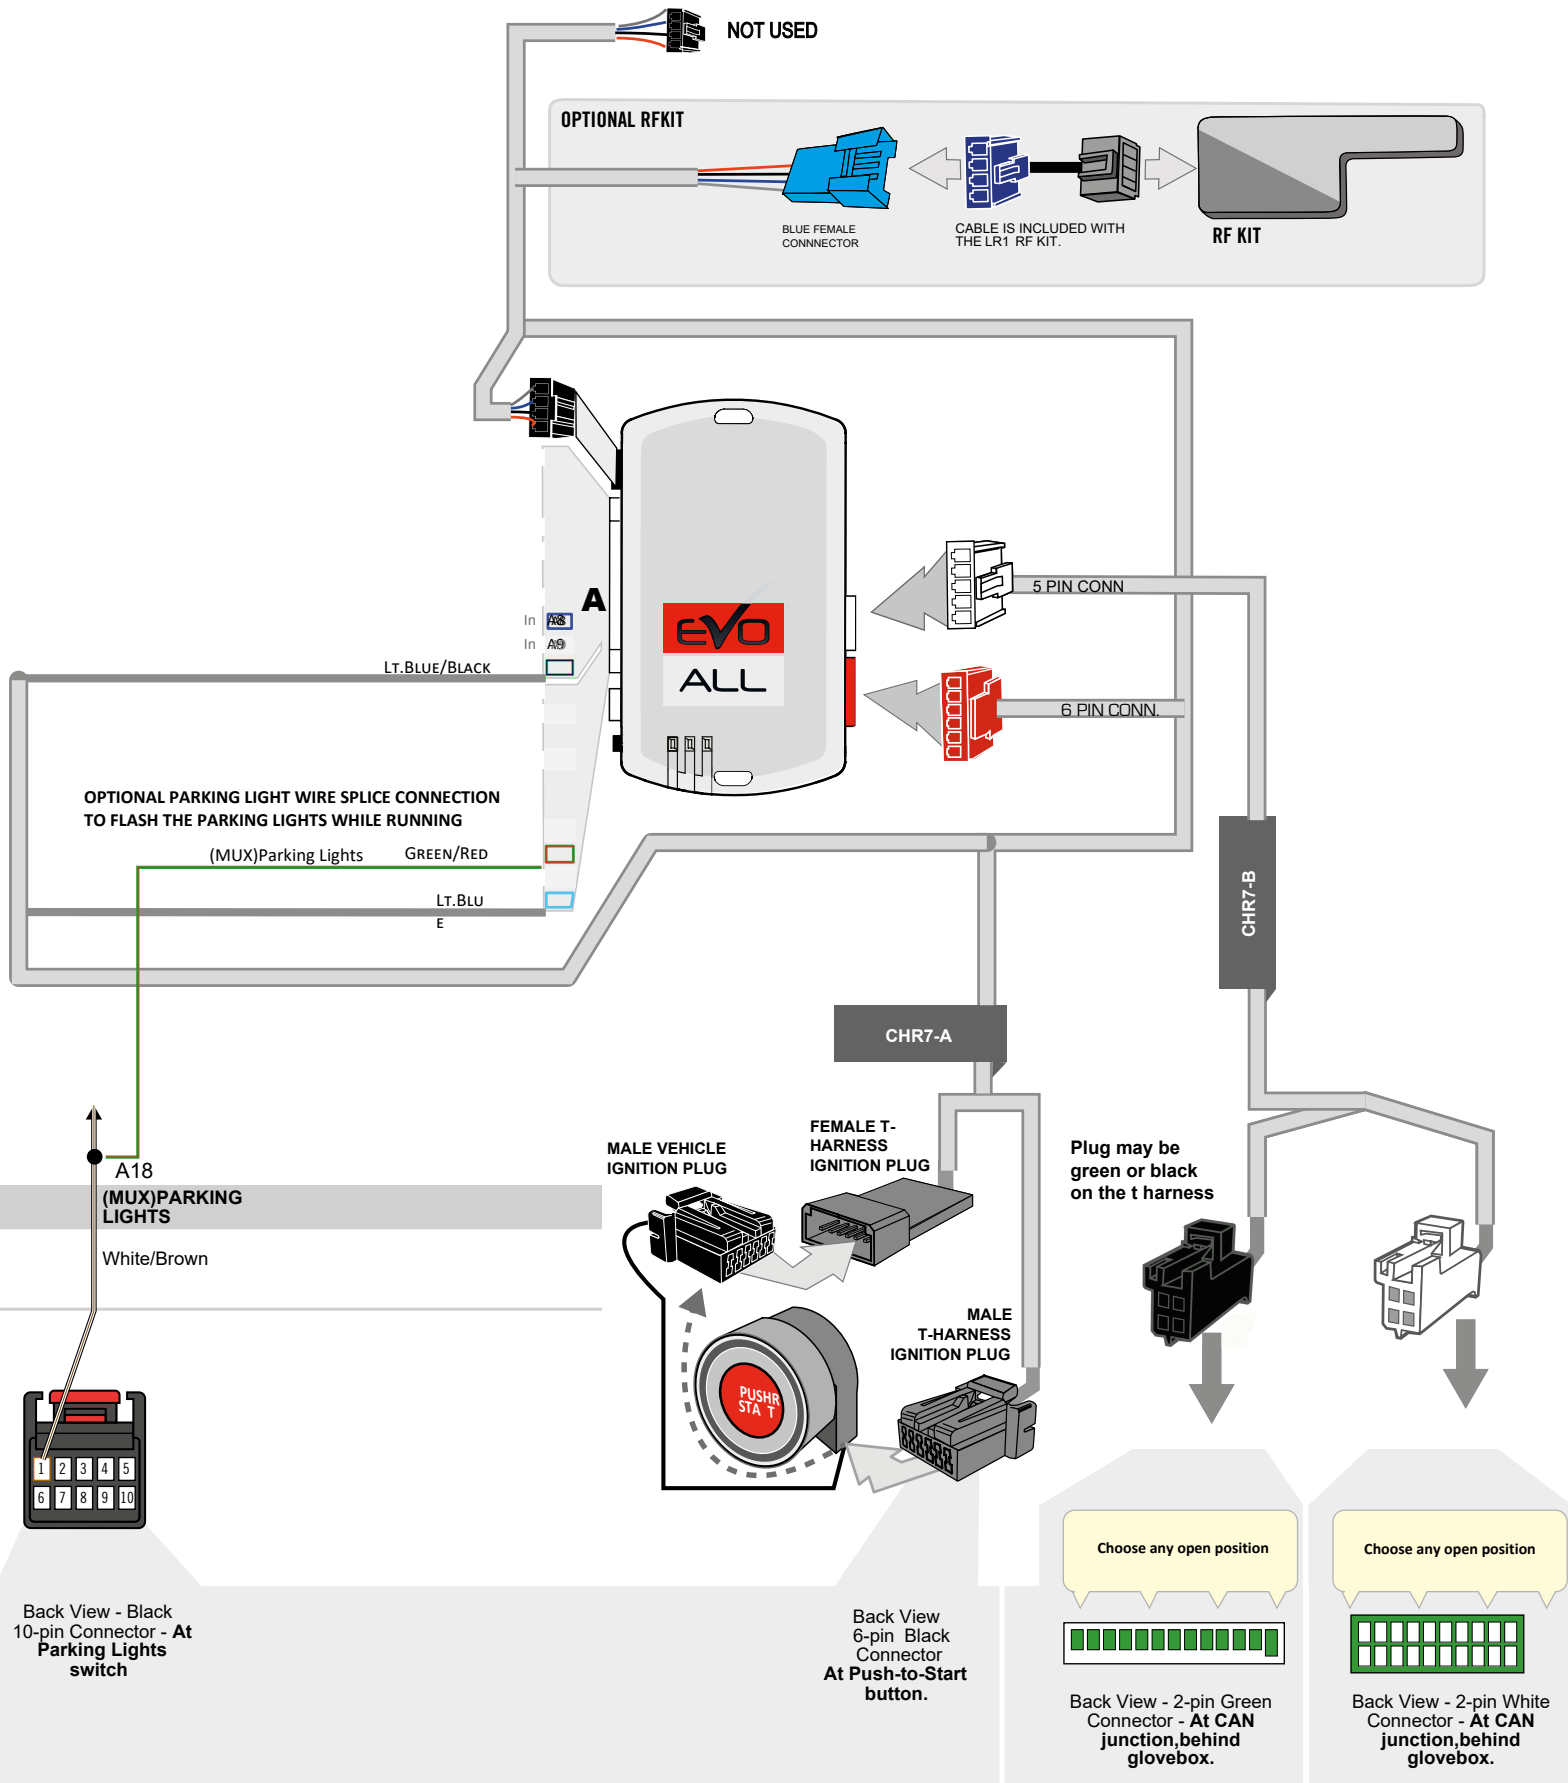 NOT USED
OPTIONAL RFKIT
BLUE FEMALE
CONNNECTOR
CABLE IS INCLUDED WITH
THE LR1 RF KIT.
RF KIT
A
In A8
In A9
EVO
ALL
5 PIN CONN
6 PIN CONN.
LT.BLUE/BLACK
OPTIONAL PARKING LIGHT WIRE SPLICE CONNECTION
TO FLASH THE PARKING LIGHTS WHILE RUNNING
(MUX)Parking Lights GREEN/RED
LT.BLU
E
CHR7-B
CHR7-A
A18
(MUX)PARKING
LIGHTS
White/Brown
MALE VEHICLE
IGNITION PLUG
FEMALE T-
HARNESS
IGNITION PLUG
Plug may be
green or black
on the t harness
MALE
T-HARNESS
IGNITION PLUG
PUSHR
STA T
1 2 3 4 5
6 7 8 9 10
Back View - Black
10-pin Connector - At
Parking Lights
switch
Back View
6-pin Black
Connector
At Push-to-Start
button.
Choose any open position
Back View - 2-pin Green
Connector - At CAN
junction,behind
glovebox.
Choose any open position
Back View - 2-pin White
Connector - At CAN
junction,behind
glovebox.